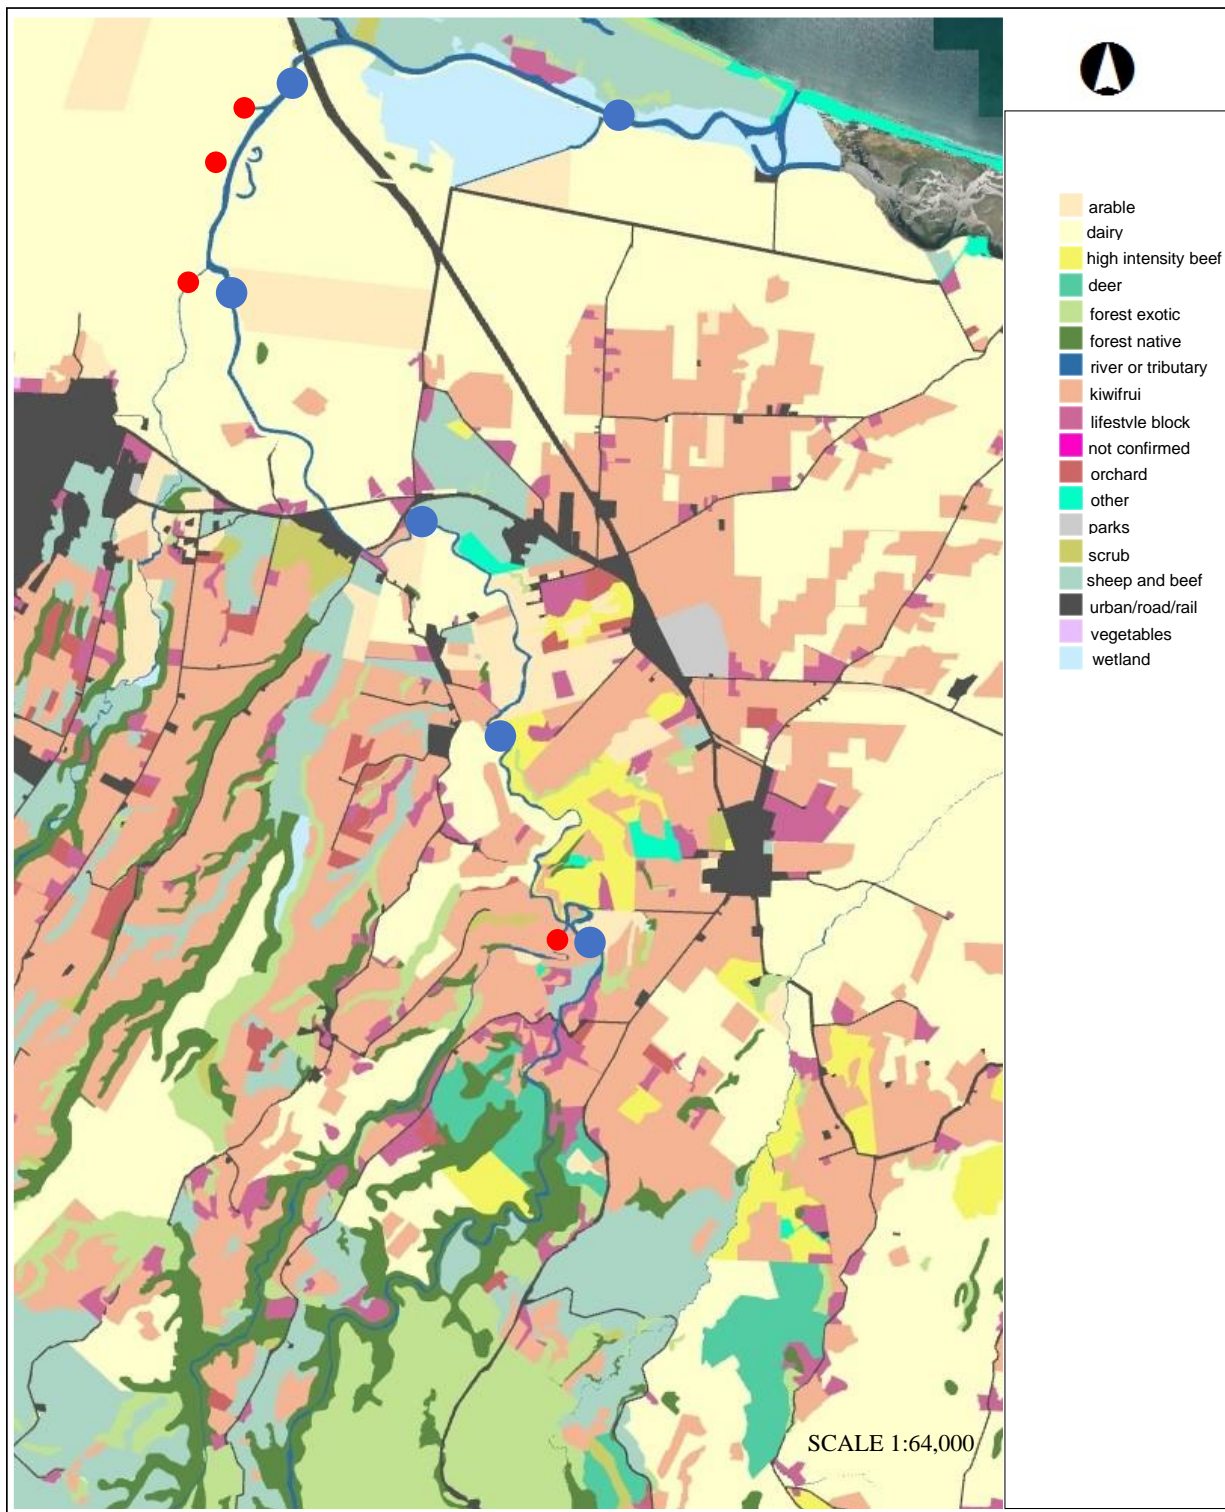 arable
dairy
high intensity beef
deer
forest exotic
forest native
river or tributary
kiwifrui
lifestyle block
not confirmed
orchard
other
parks
scrub
sheep and beef
urban/road/rail
vegetables
wetland
SCALE 1:64,000